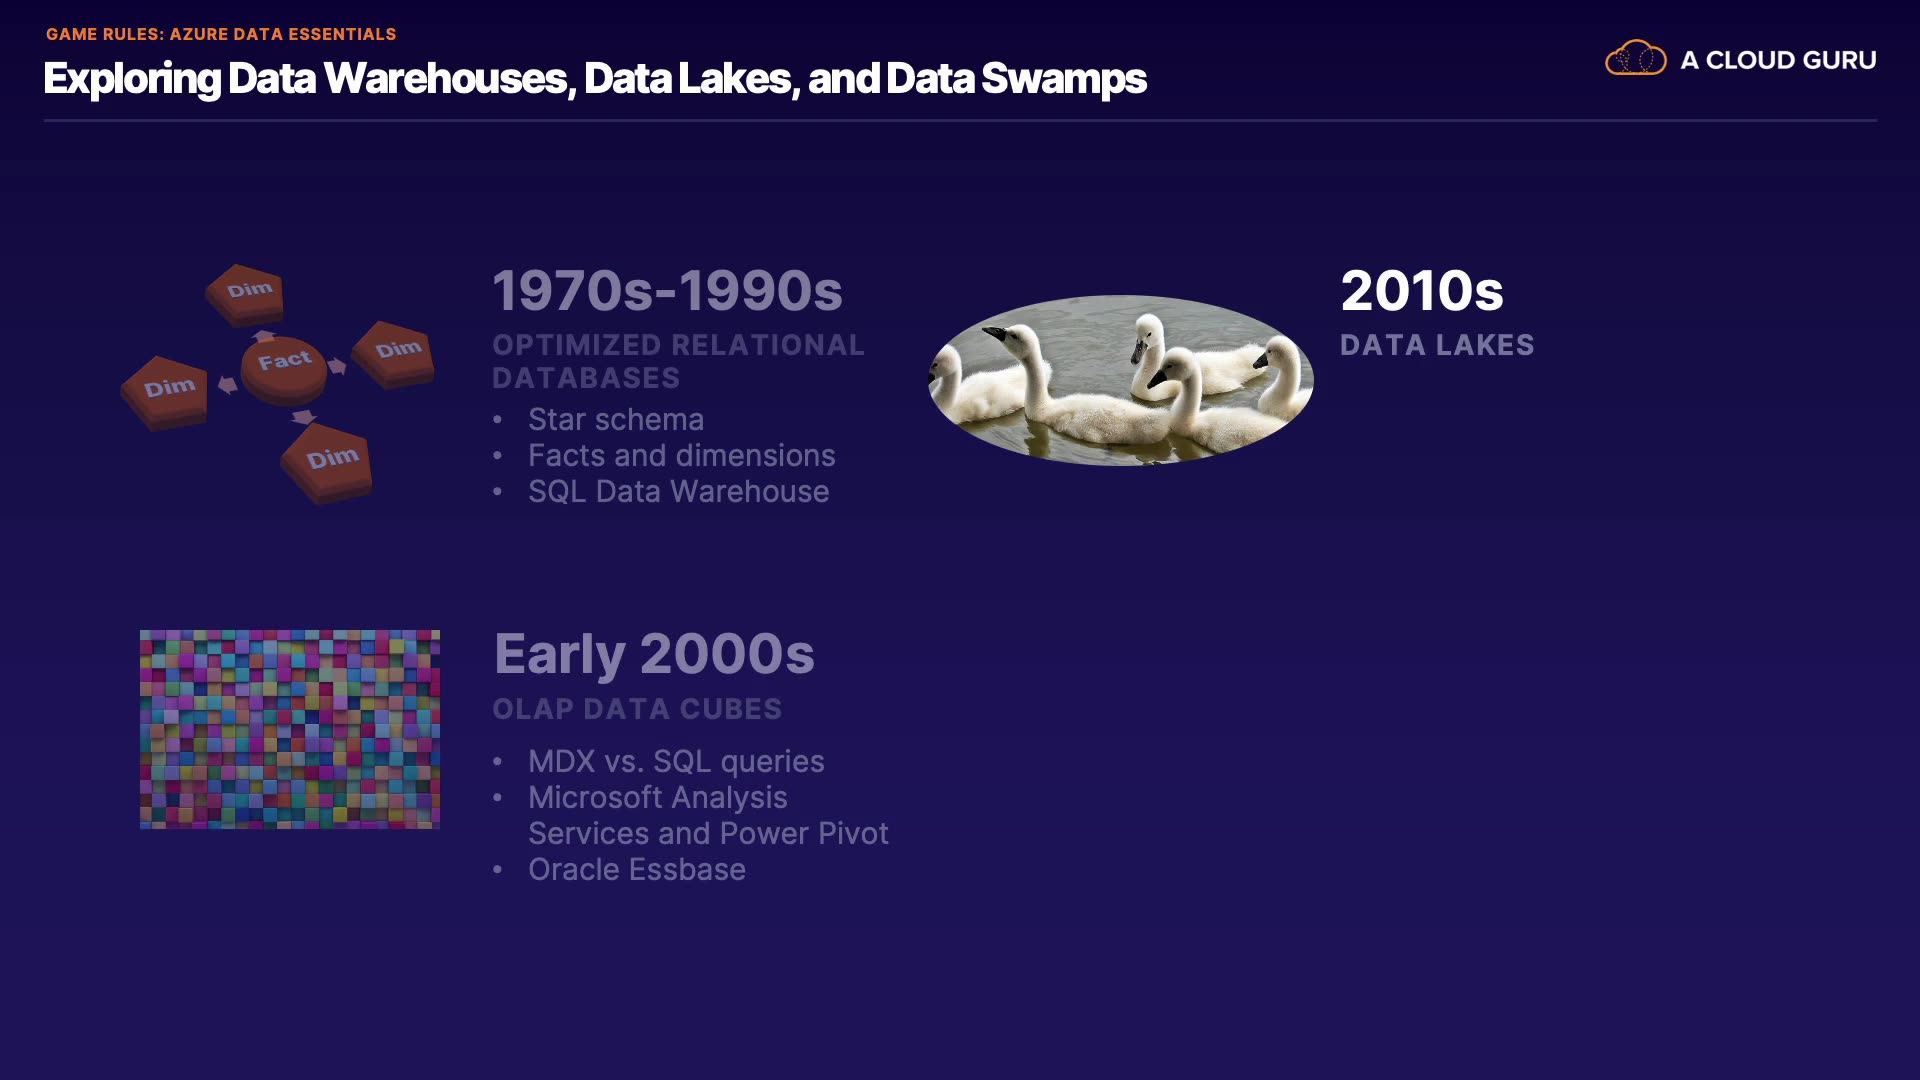 GAME RULES: AZURE DATA ESSENTIALS
Exploring Data Warehouses, Data Lakes, and Data Swamps
A CLOUD GURU
Dim
Dim
Fact
Dim
Dim
1970s-1990s
OPTIMIZED RELATIONAL
DATABASES
• Star schema
• Facts and dimensions
• SQL Data Warehouse
2010s
DATA LAKES
Early 2000s
OLAP DATA CUBES
• MDX vs. SQL queries
• Microsoft Analysis
Services and Power Pivot
• Oracle Essbase